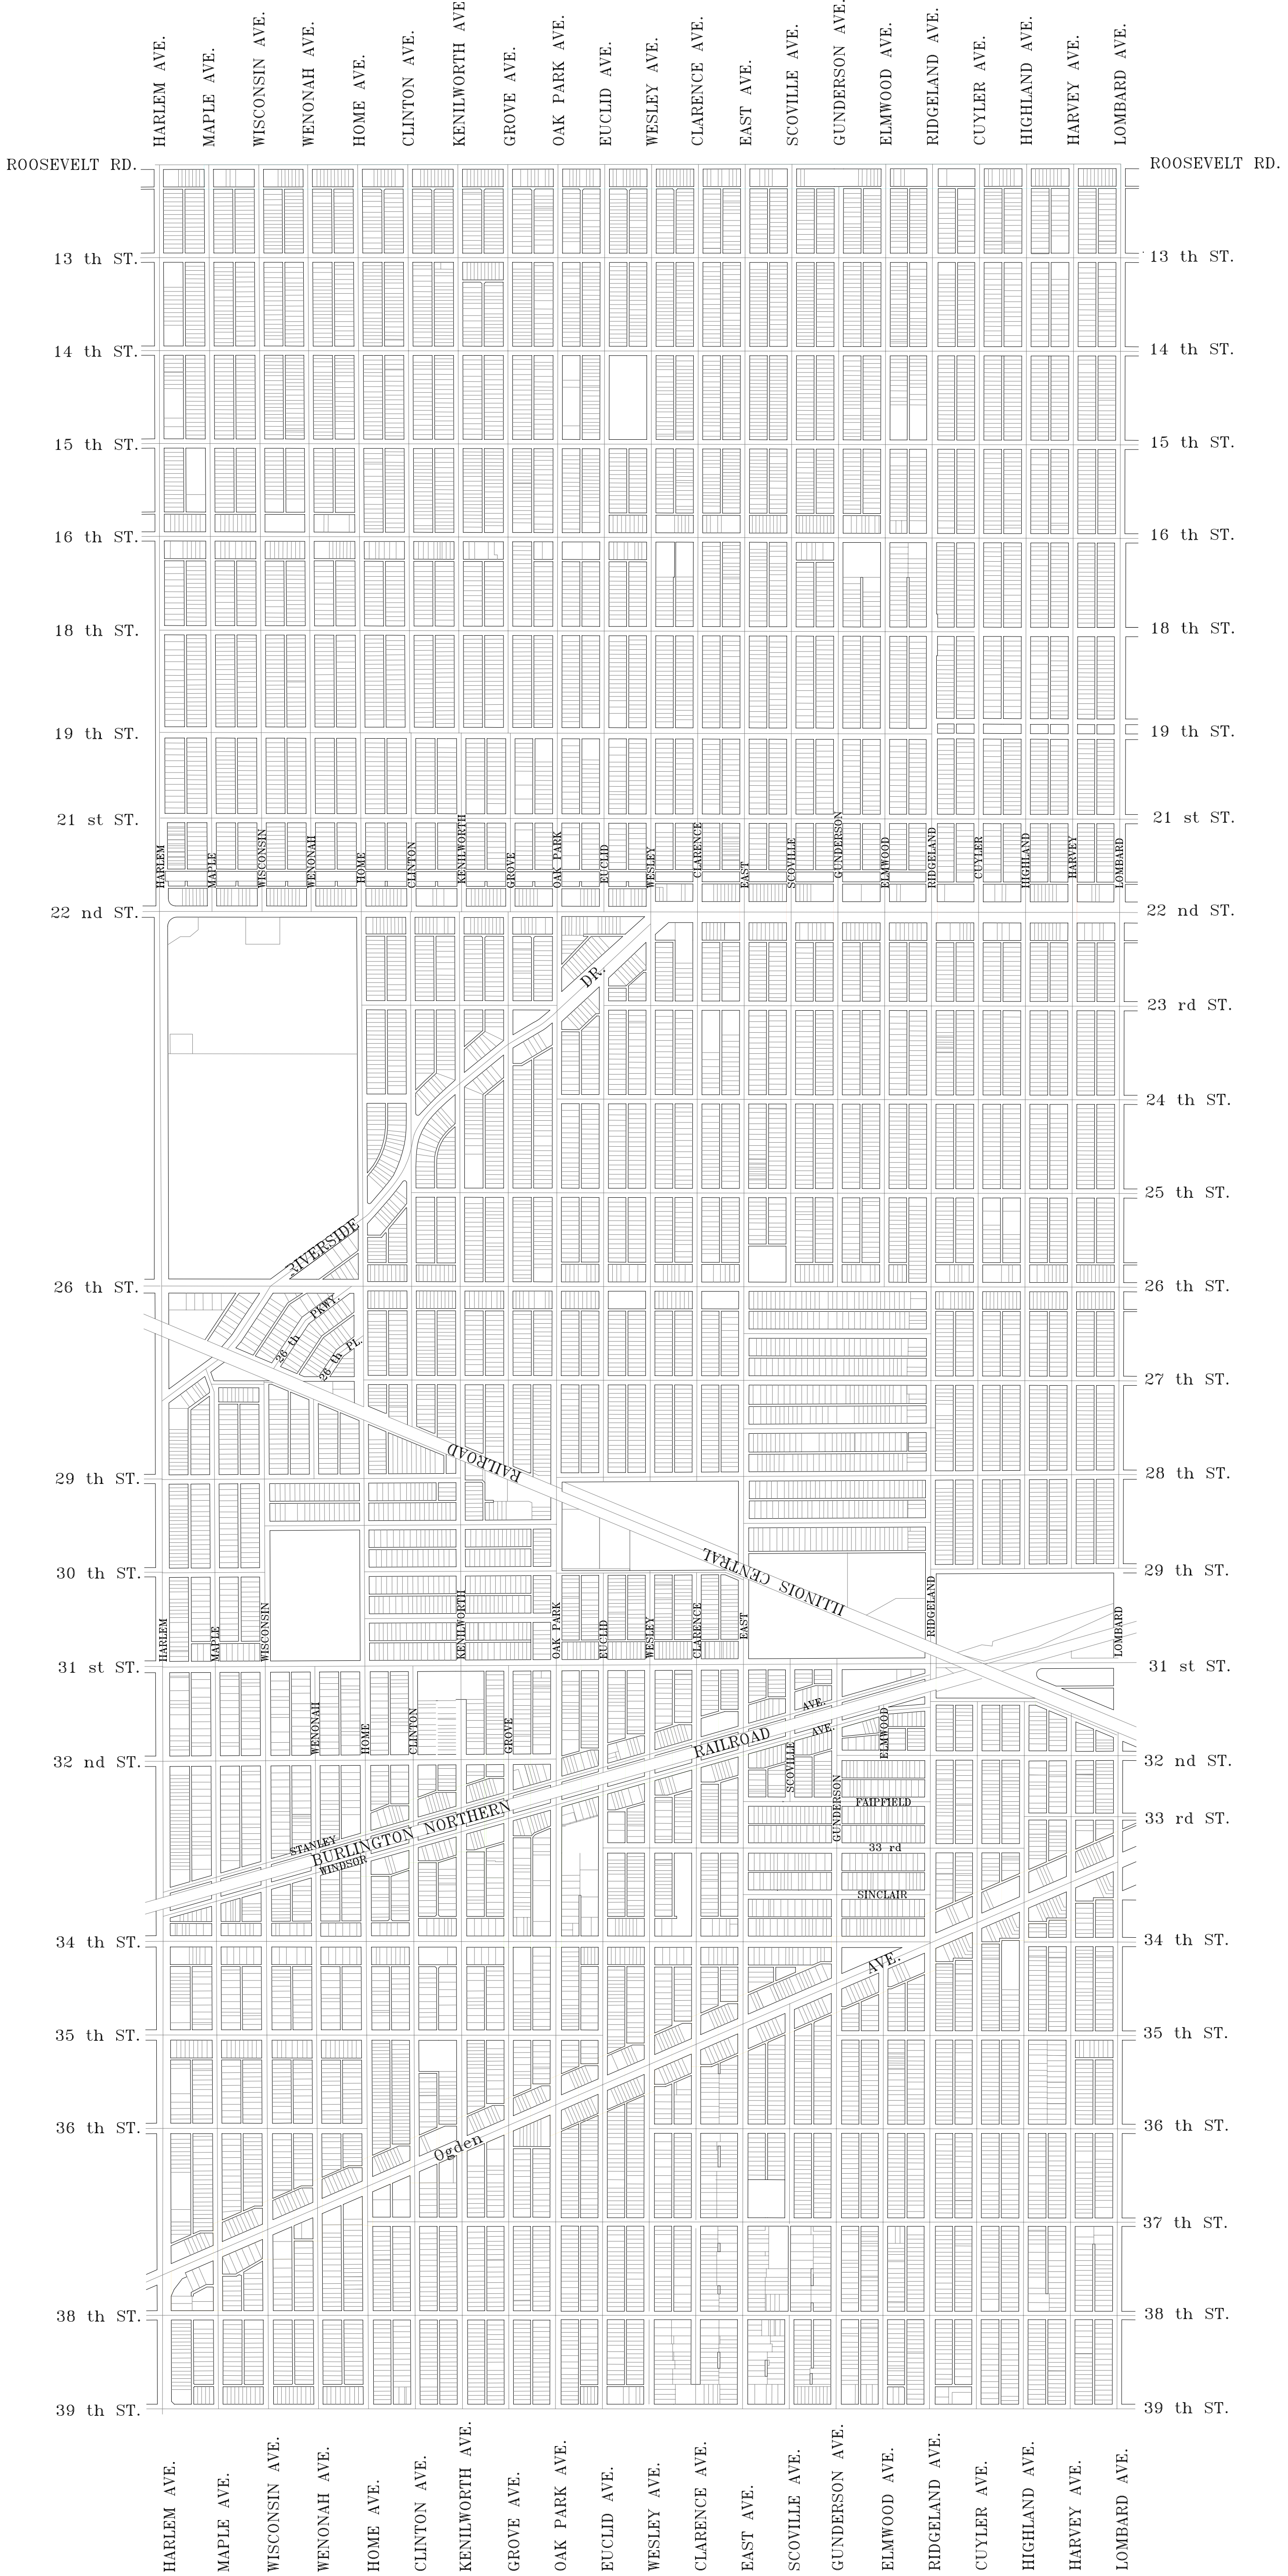 HARLEM AVE.
MAPLE AVE.
WISCONSIN AVE.
WENONAH AVE.
HOME AVE.
CLINTON AVE.
KENILWORTH AVE.
GROVE AVE.
OAK PARK AVE.
EUCLID AVE.
WESLEY AVE.
CLARENCE AVE.
EAST AVE.
SCOVILLE AVE.
GUNDERSON AVE.
ELMWOOD AVE.
RIDGELAND AVE.
CUYLER AVE.
HIGHLAND AVE.
HARVEY AVE.
LOMBARD AVE.
ROOSEVELT RD.
ROOSEVELT RD.
13 th ST.
13 th ST.
14 th ST.
14 th ST.
15 th ST.
15 th ST.
16 th ST.
16 th ST.
18 th ST.
18 th ST.
19 th ST.
19 th ST.
21 st ST.
21 st ST.
HARLEM
MAPLE
WISCONSIN
WENONAH
HOME
CLINTON
KENILWORTH
GROVE
OAK PARK
EUCLID
WESLEY
CLARENCE
EAST
SCOVILLE
GUNDERSON
ELMWOOD
RIDGELAND
CUYLER
HIGHLAND
HARVEY
LOMBARD
22 nd ST.
22 nd ST.
DR.
23 rd ST.
24 th ST.
25 th ST.
RIVERSIDE
26 th ST.
26 th ST.
26 th PKWY.
26 th PL.
27 th ST.
RAILROAD
29 th ST.
28 th ST.
ILLINOIS CENTRAL
30 th ST.
29 th ST.
HARLEM
MAPLE
WISCONSIN
KENILWORTH
OAK PARK
EUCLID
WESLEY
CLARENCE
EAST
RIDGELAND
LOMBARD
31 st ST.
31 st ST.
WENONAH
HOME
CLINTON
GROVE
AVE.
AVE.
RAILROAD
SCOVILLE
ELMWOOD
32 nd ST.
32 nd ST.
GUNDERSON
FAIPFIELD
33 rd ST.
STANLEY
BURLINGTON NORTHERN
WINDSOR
33 rd
SINCLAIR
34 th ST.
34 th ST.
AVE.
35 th ST.
35 th ST.
36 th ST.
36 th ST.
Ogden
37 th ST.
38 th ST.
38 th ST.
39 th ST.
39 th ST.
HARLEM AVE.
MAPLE AVE.
WISCONSIN AVE.
WENONAH AVE.
HOME AVE.
CLINTON AVE.
KENILWORTH AVE.
GROVE AVE.
OAK PARK AVE.
EUCLID AVE.
WESLEY AVE.
CLARENCE AVE.
EAST AVE.
SCOVILLE AVE.
GUNDERSON AVE.
ELMWOOD AVE.
RIDGELAND AVE.
CUYLER AVE.
HIGHLAND AVE.
HARVEY AVE.
LOMBARD AVE.